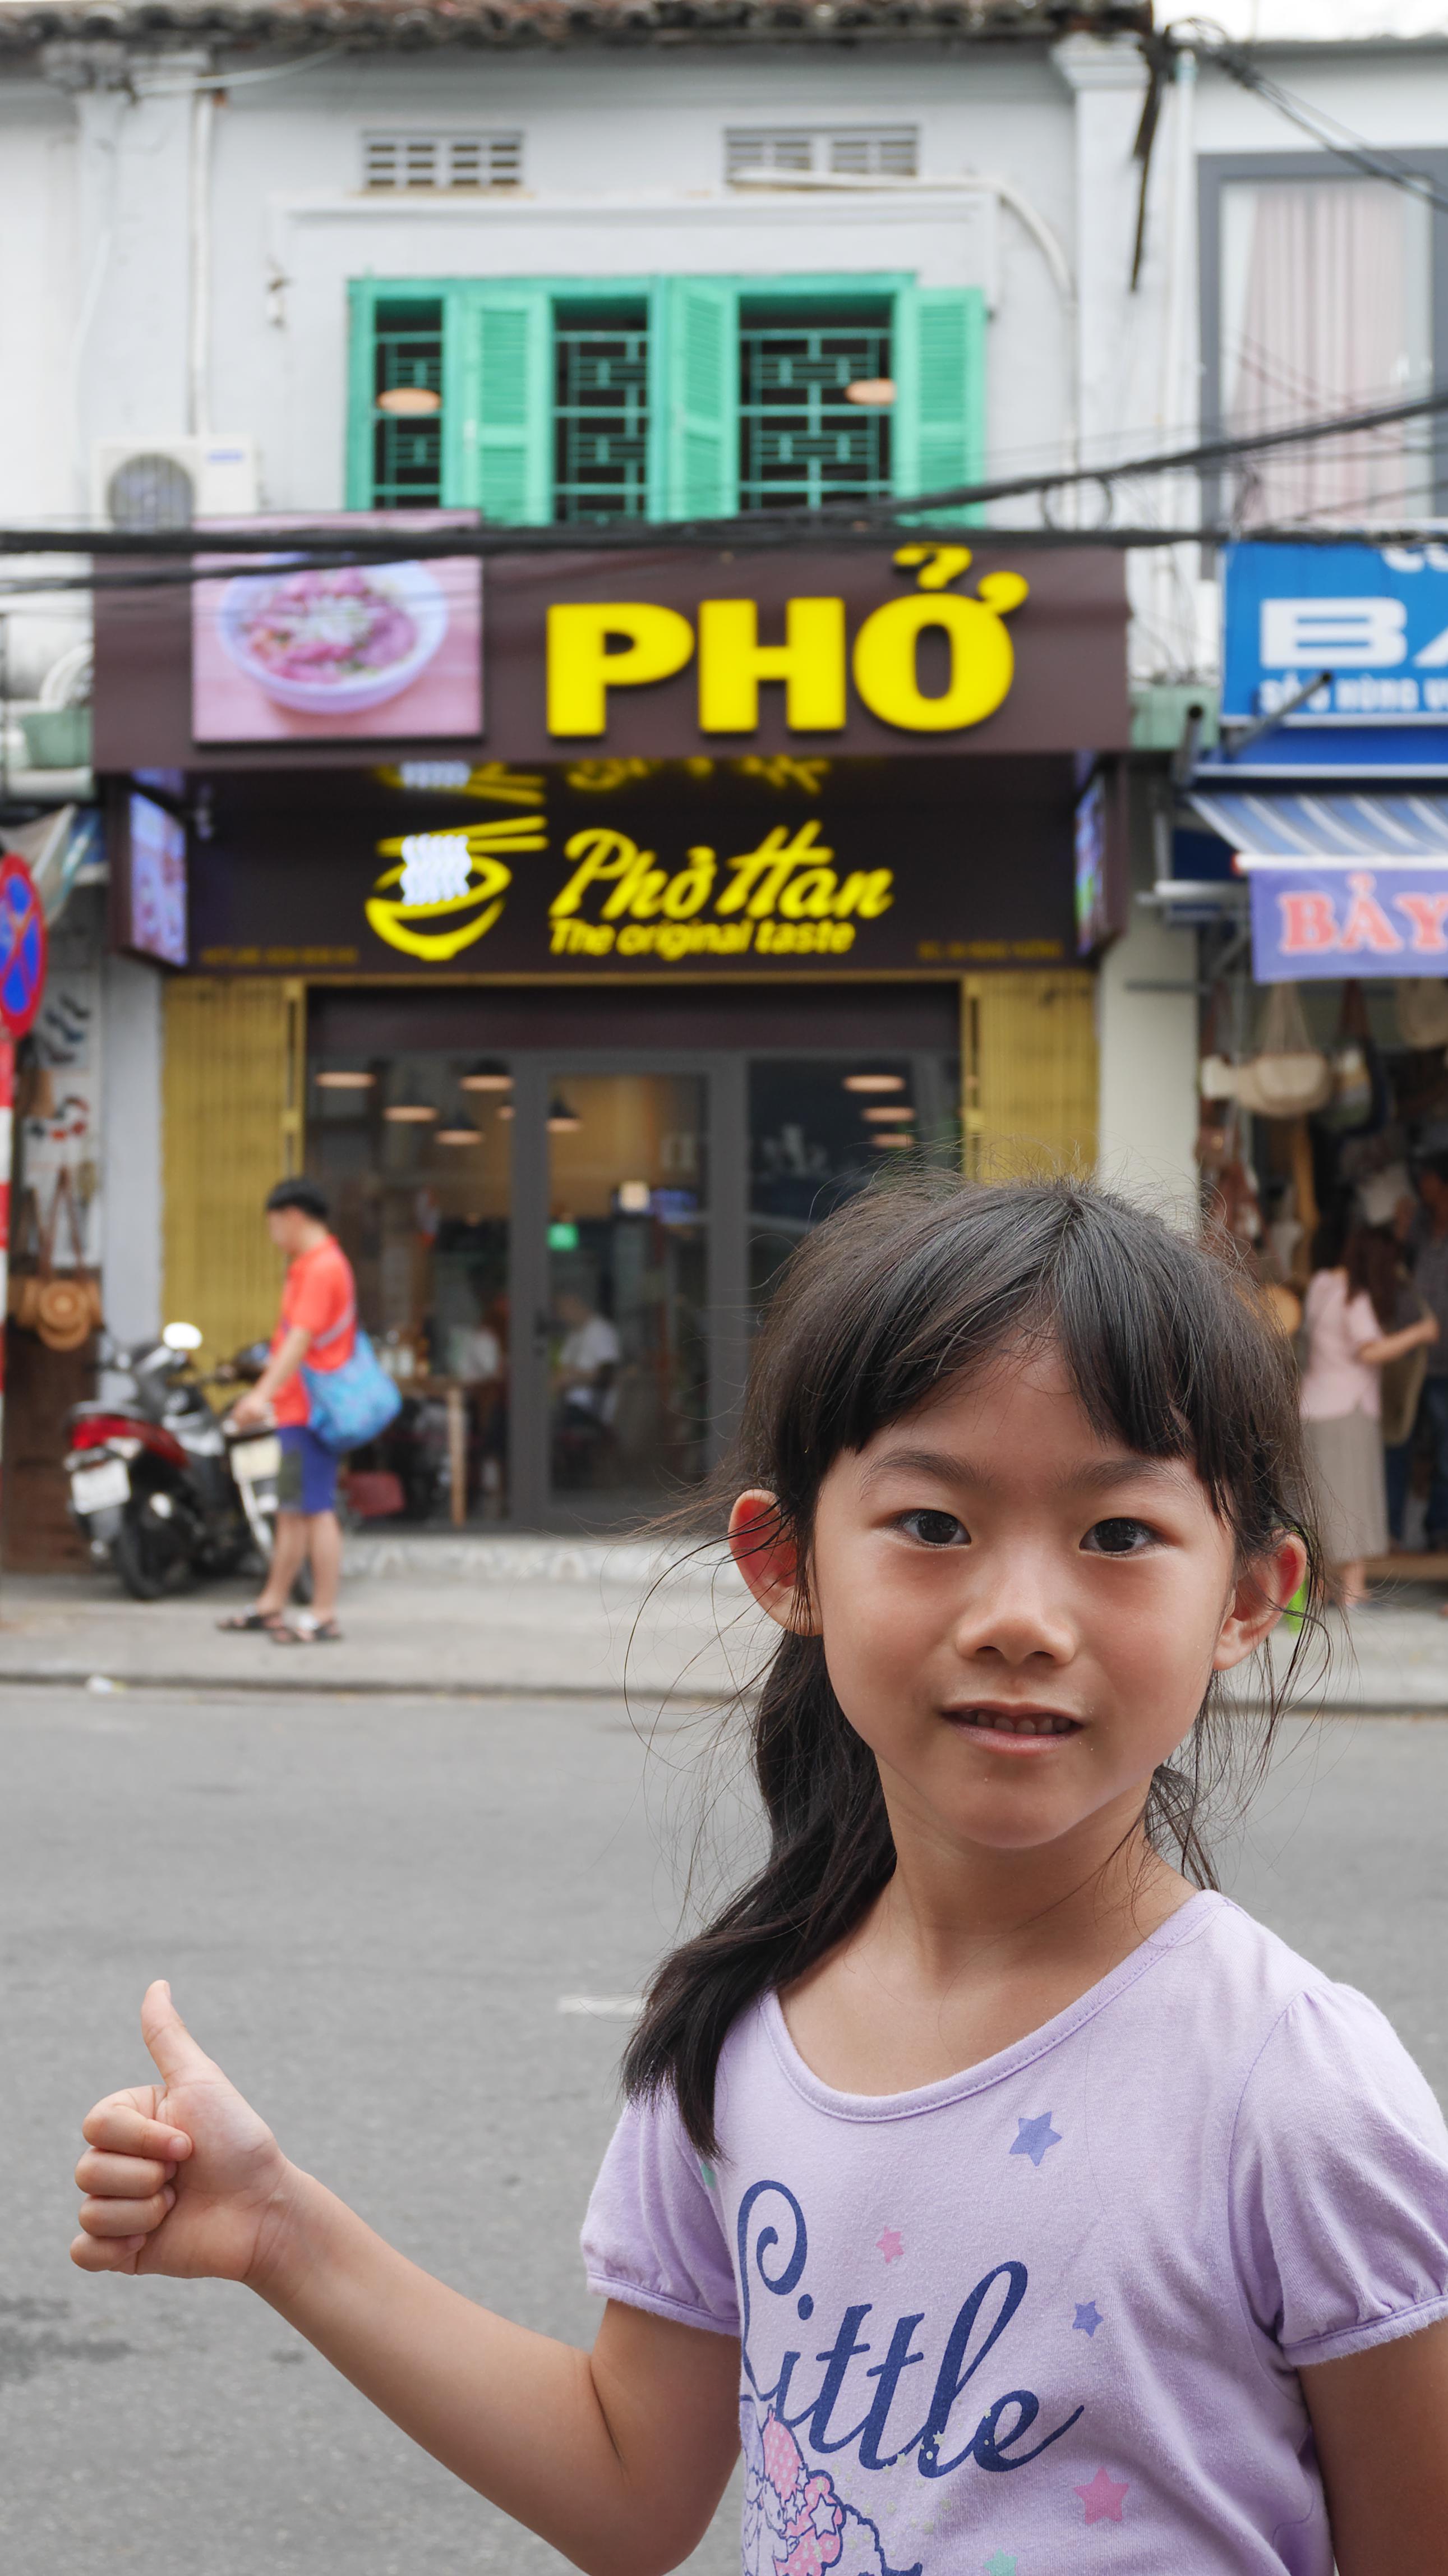 PHỞ
Phở Han
The original taste
BẢY
Little